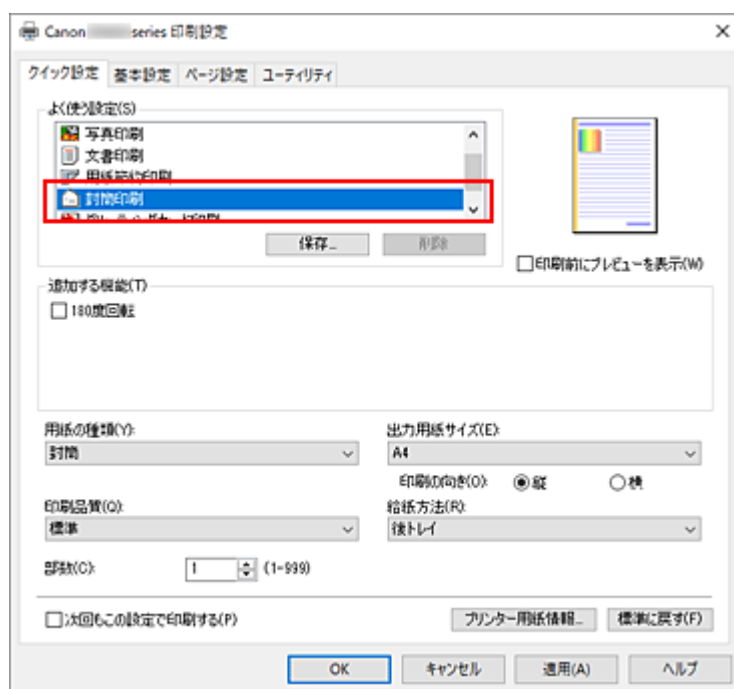 Canon series 印刷設定
クイック設定 基本設定 ページ設定 ユーティリティ
よく使う設定(S)
写真印刷
文書印刷
用紙節約印刷
封筒印刷
保存... 削除
印刷前にプレビューを表示(W)
追加する機能(T)
180度回転
用紙の種類(Y): 出力用紙サイズ(E):
封筒 A4
印刷の向き(O): 縦 横
印刷品質(Q): 給紙方法(R):
標準 後トレイ
部数(C): 1 (1-999)
次回もこの設定で印刷する(P) プリンター用紙情報... 標準に戻す(F)
OK キャンセル 適用(A) ヘルプ